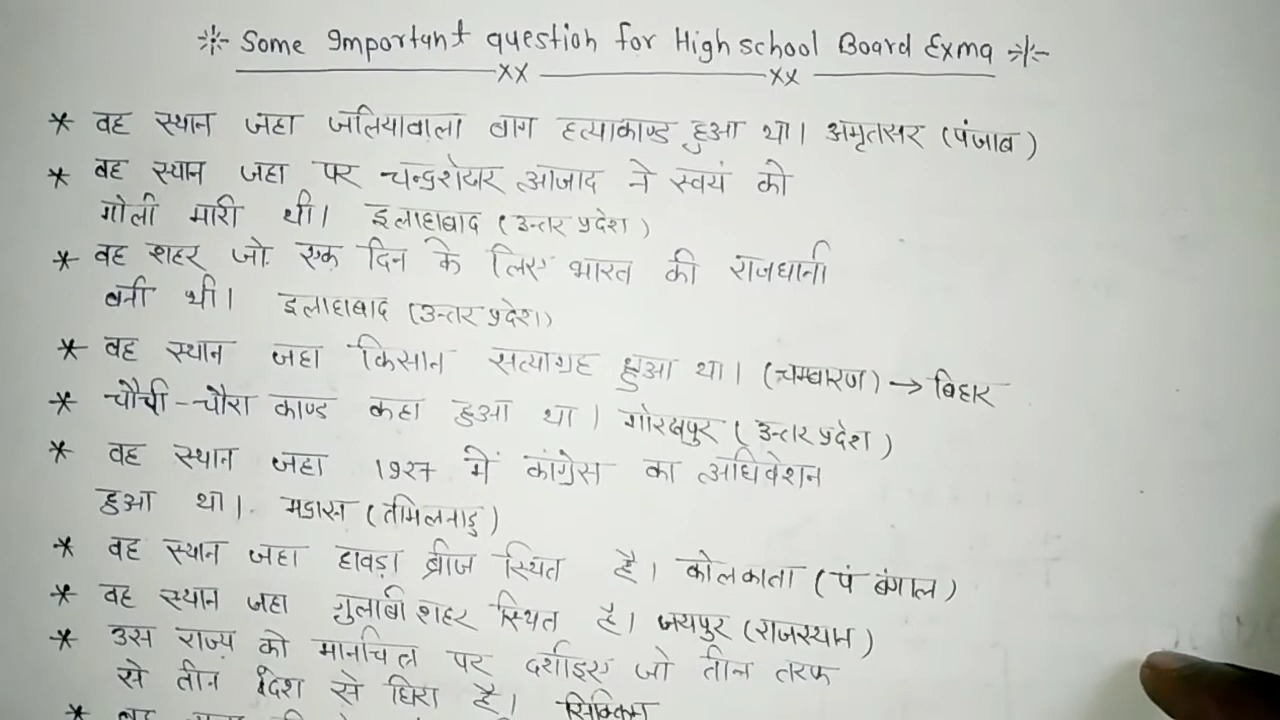 Some Important question for High school Board Exma
* वह स्थान जहा जलियावाला बाग हत्याकाण्ड हुआ था। अमृतसर (पंजाब)
* वह स्थान जहा पर चन्द्रशेखर आजाद ने स्वयं को
गोली मारी थी। इलाहाबाद (उत्तर प्रदेश)
* वह शहर जो एक दिन के लिए भारत की राजधानी
बनी थी। इलाहाबाद (उत्तर प्रदेश)
* वह स्थान जहा किसान सत्याग्रह हुआ था। (चम्पारण) → बिहार
* चौची-चौरा काण्ड कहा हुआ था। गोरखपुर (उत्तर प्रदेश)
* वह स्थान जहा 1927 में कांग्रेस का अधिवेशन
हुआ था। मद्रास (तमिलनाडु)
* वह स्थान जहा हावड़ा ब्रीज स्थित है। कोलकाता (पं बंगाल)
* वह स्थान जहा गुलाबी शहर स्थित है। जयपुर (राजस्थान)
* उस राज्य को मानचित्र पर दर्शाइए जो तीन तरफ
से तीन देश से घिरा है। सिक्किम
* वह